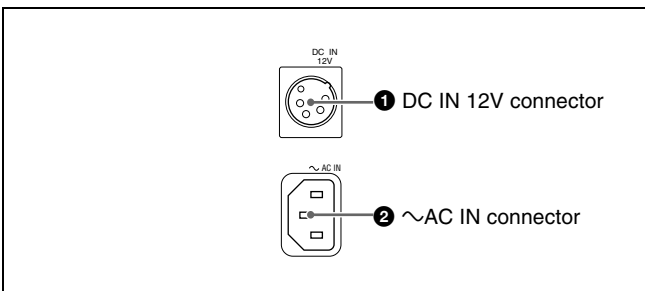 DC IN
12V
❶ DC IN 12V connector
∼ AC IN
❷ ∼AC IN connector